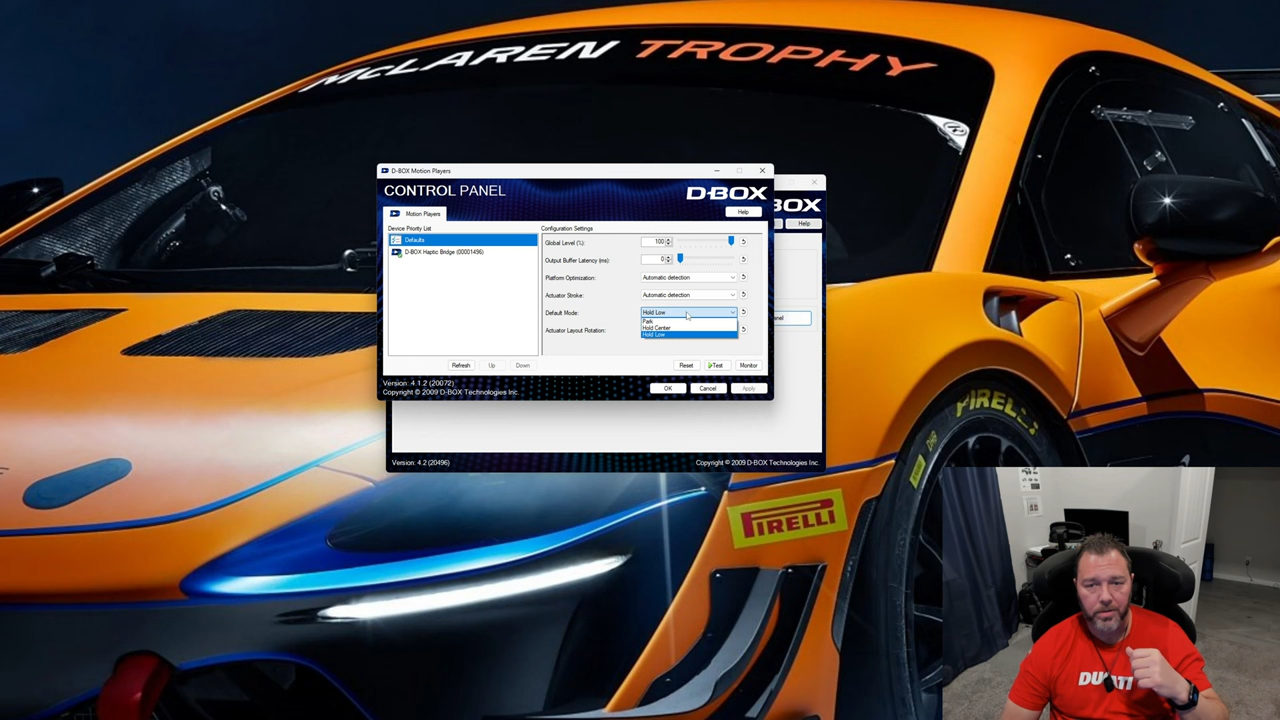 McLAREN TROPHY
D-BOX Motion Players
CONTROL PANEL
D-BOX
BOX
Motion Players
Help
Help
Device Priority List
Configuration Settings
Defaults
D-BOX Haptic Bridge (00001496)
Global Level (%):
100
Output Buffer Latency (ms):
0
Platform Optimization:
Automatic detection
Actuator Stroke:
Automatic detection
Default Mode:
Hold Low
Park
Hold Center
Hold Low
Actuator Layout Rotation:
Refresh
Up
Down
Reset
Test
Monitor
Version: 4.1.2 (20072)
Copyright © 2009 D-BOX Technologies Inc.
OK
Cancel
Apply
Version: 4.2 (20496)
Copyright © 2009 D-BOX Technologies Inc.
PIRELLI
PIRELLI